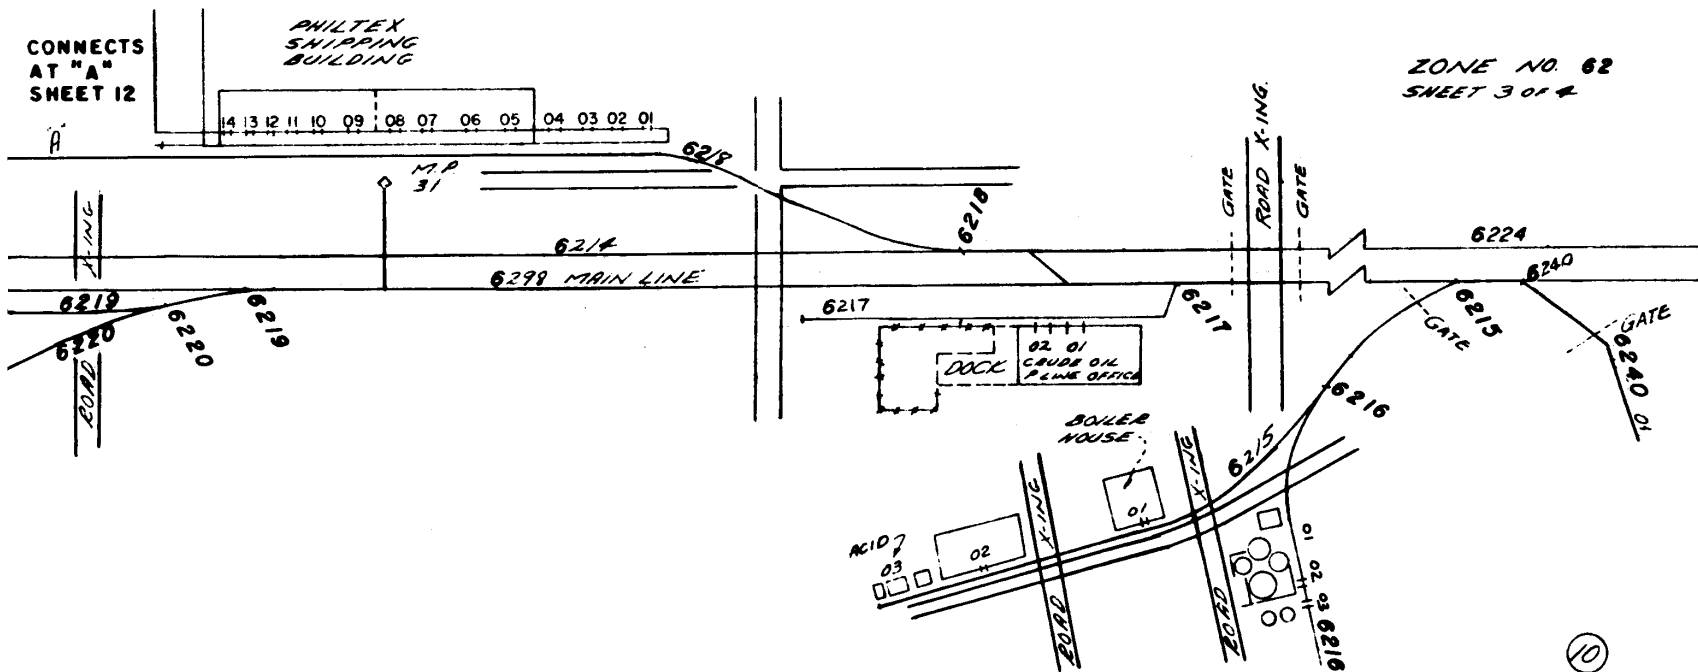 CONNECTS
AT "A"
SHEET 12
PHILTEX
SHIPPING
BUILDING
ZONE NO. 62
SHEET 3 OF 4
14 13 12 11 10 09 08 07 06 05 04 03 02 01
A
M.P.
31
6218
6218
GATE
ROAD X-ING.
GATE
X-ING
ROAD
6214
6224
6298 MAIN LINE
6240
6219
6219
6220
6220
6217
6217
6215
GATE
GATE
6240
01
DOCK
02 01
CRUDE OIL
P. LINE OFFICE
6216
BOILER
HOUSE
6215
X-ING
ROAD
X-ING
ROAD
01
02
ACID
03
01
02
03
6216
10